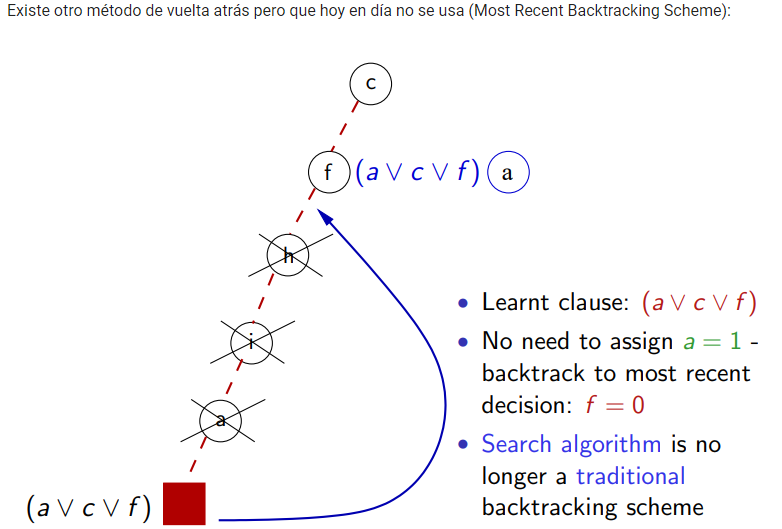 Existe otro método de vuelta atrás pero que hoy en día no se usa (Most Recent Backtracking Scheme):
c
f (a ∨ c ∨ f) a
h
i
a
(a ∨ c ∨ f)
• Learnt clause: (a ∨ c ∨ f)
• No need to assign a = 1 -
backtrack to most recent
decision: f = 0
• Search algorithm is no
longer a traditional
backtracking scheme